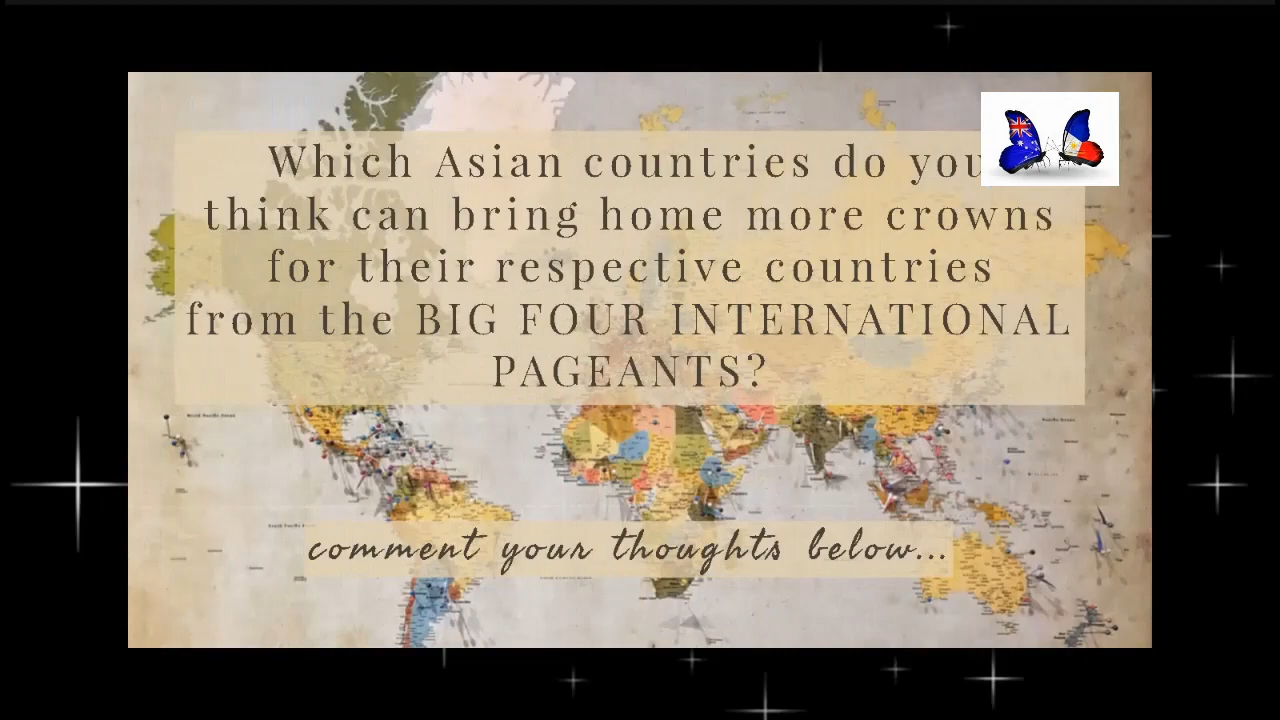 Which Asian countries do you
think can bring home more crowns
for their respective countries
from the BIG FOUR INTERNATIONAL
PAGEANTS?
comment your thoughts below...